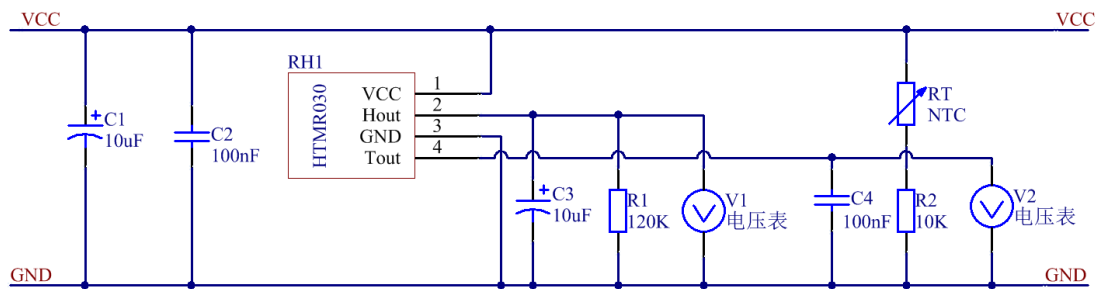 VCC
VCC
RH1
HTMR030
VCC
Hout
GND
Tout
1
2
3
4
+
C1
10uF
C2
100nF
+
C3
10uF
R1
120K
V
V1
电压表
C4
100nF
RT
NTC
R2
10K
V
V2
电压表
GND
GND